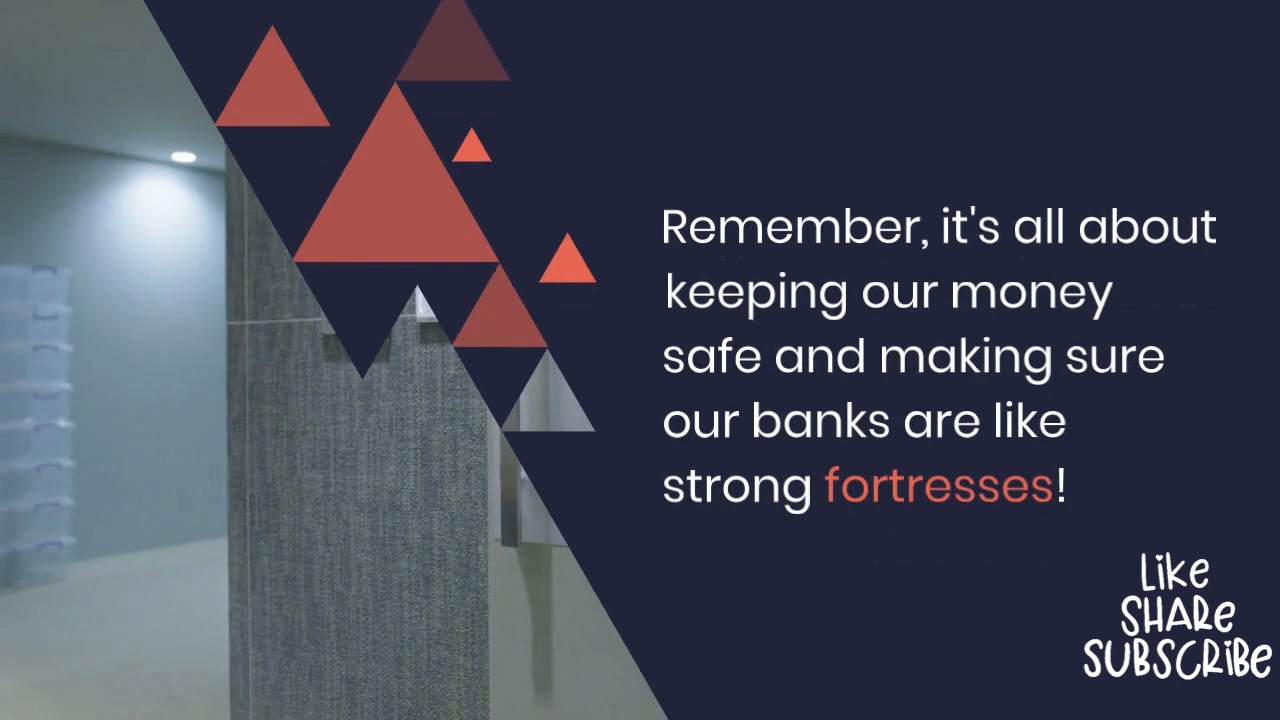 Remember, it's all about
keeping our money
safe and making sure
our banks are like
strong fortresses!
Like
SHARe
SUBSCRiBe